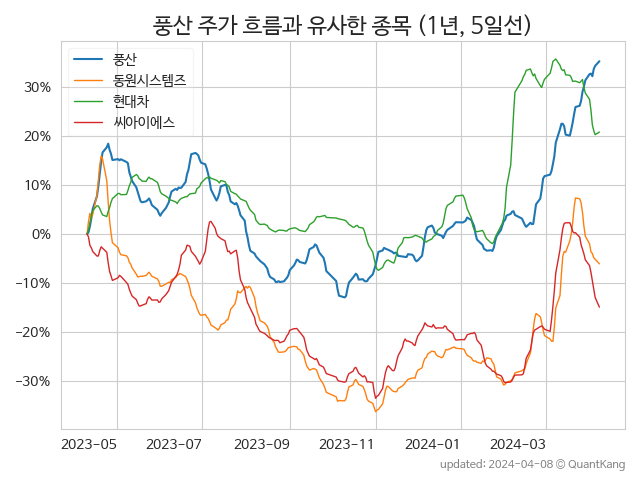 풍산 주가 흐름과 유사한 종목 (1년, 5일선)
풍산
동원시스템즈
현대차
씨아이에스
30%
20%
10%
0%
−10%
−20%
−30%
2023-05 2023-07 2023-09 2023-11 2024-01 2024-03
updated: 2024-04-08 ⓒ QuantKang